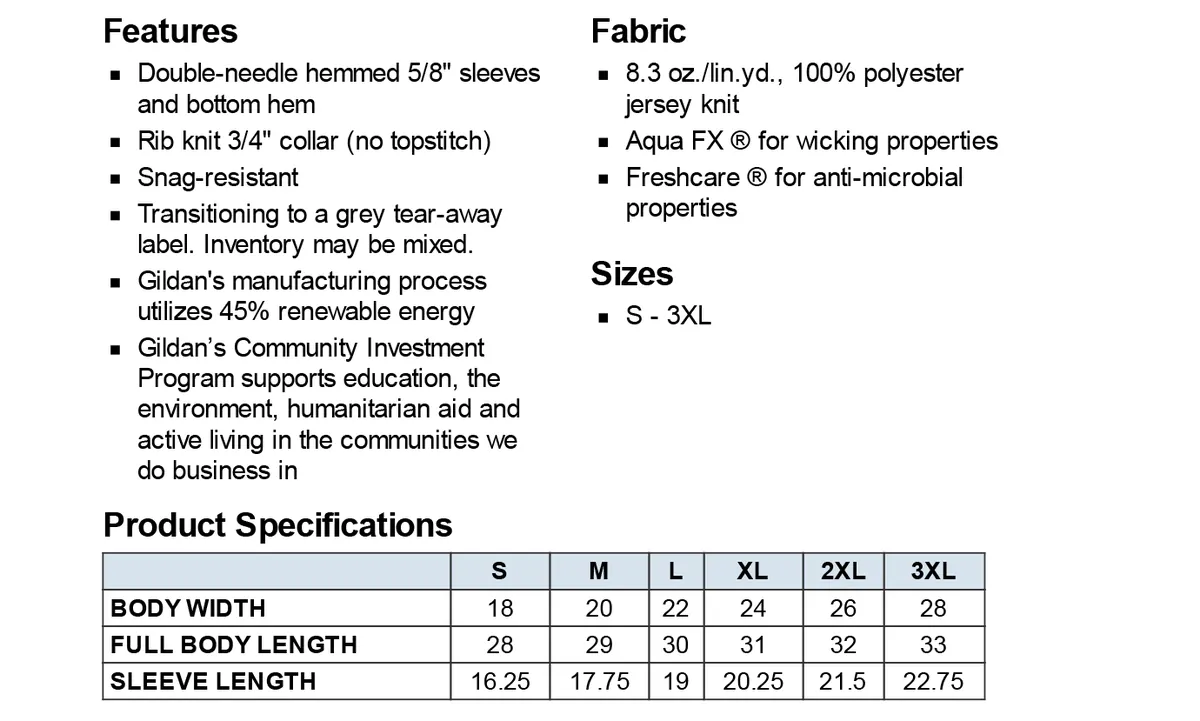 Features
▪ Double-needle hemmed 5/8" sleeves
and bottom hem
▪ Rib knit 3/4" collar (no topstitch)
▪ Snag-resistant
▪ Transitioning to a grey tear-away
label. Inventory may be mixed.
▪ Gildan's manufacturing process
utilizes 45% renewable energy
▪ Gildan’s Community Investment
Program supports education, the
environment, humanitarian aid and
active living in the communities we
do business in
Fabric
▪ 8.3 oz./lin.yd., 100% polyester
jersey knit
▪ Aqua FX ® for wicking properties
▪ Freshcare ® for anti-microbial
properties
Sizes
▪ S - 3XL
Product Specifications
S M L XL 2XL 3XL
BODY WIDTH 18 20 22 24 26 28
FULL BODY LENGTH 28 29 30 31 32 33
SLEEVE LENGTH 16.25 17.75 19 20.25 21.5 22.75